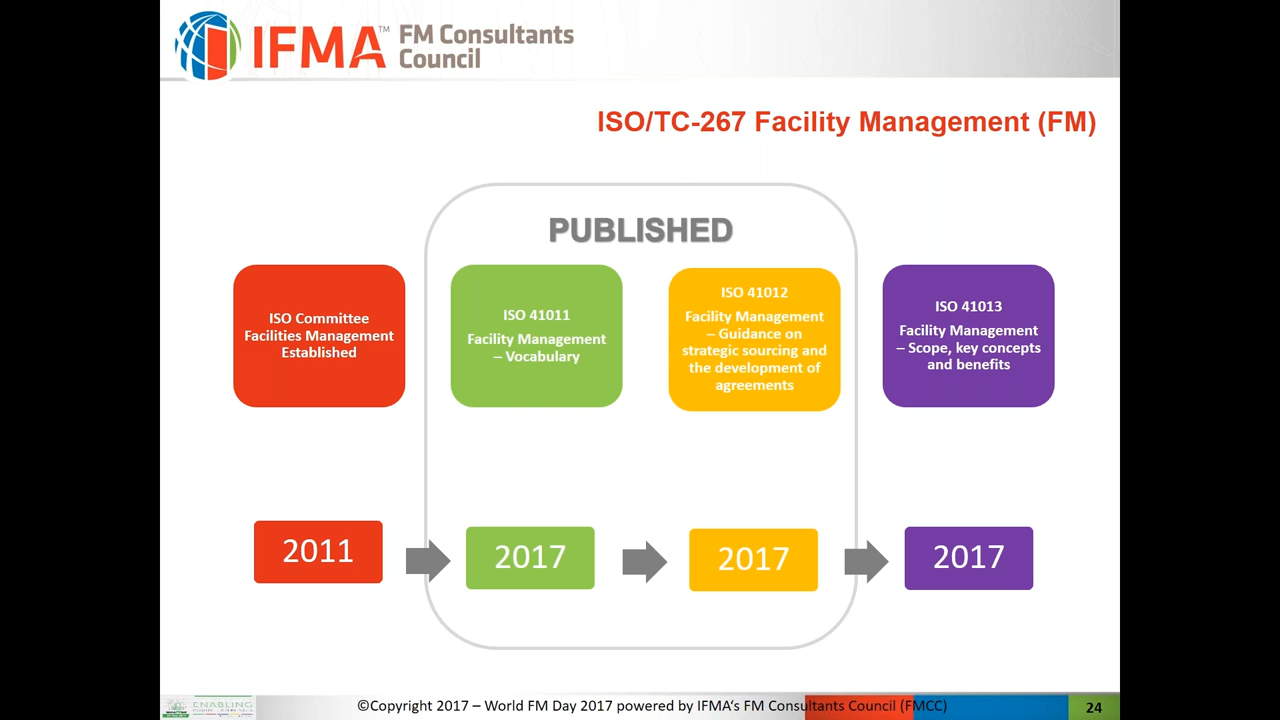 IFMA™ FM Consultants
Council
ISO/TC-267 Facility Management (FM)
PUBLISHED
ISO Committee
Facilities Management
Established
ISO 41011
Facility Management
– Vocabulary
ISO 41012
Facility Management
– Guidance on
strategic sourcing and
the development of
agreements
ISO 41013
Facility Management
– Scope, key concepts
and benefits
2011
2017
2017
2017
ENABLING
©Copyright 2017 – World FM Day 2017 powered by IFMA‘s FM Consultants Council (FMCC)
24